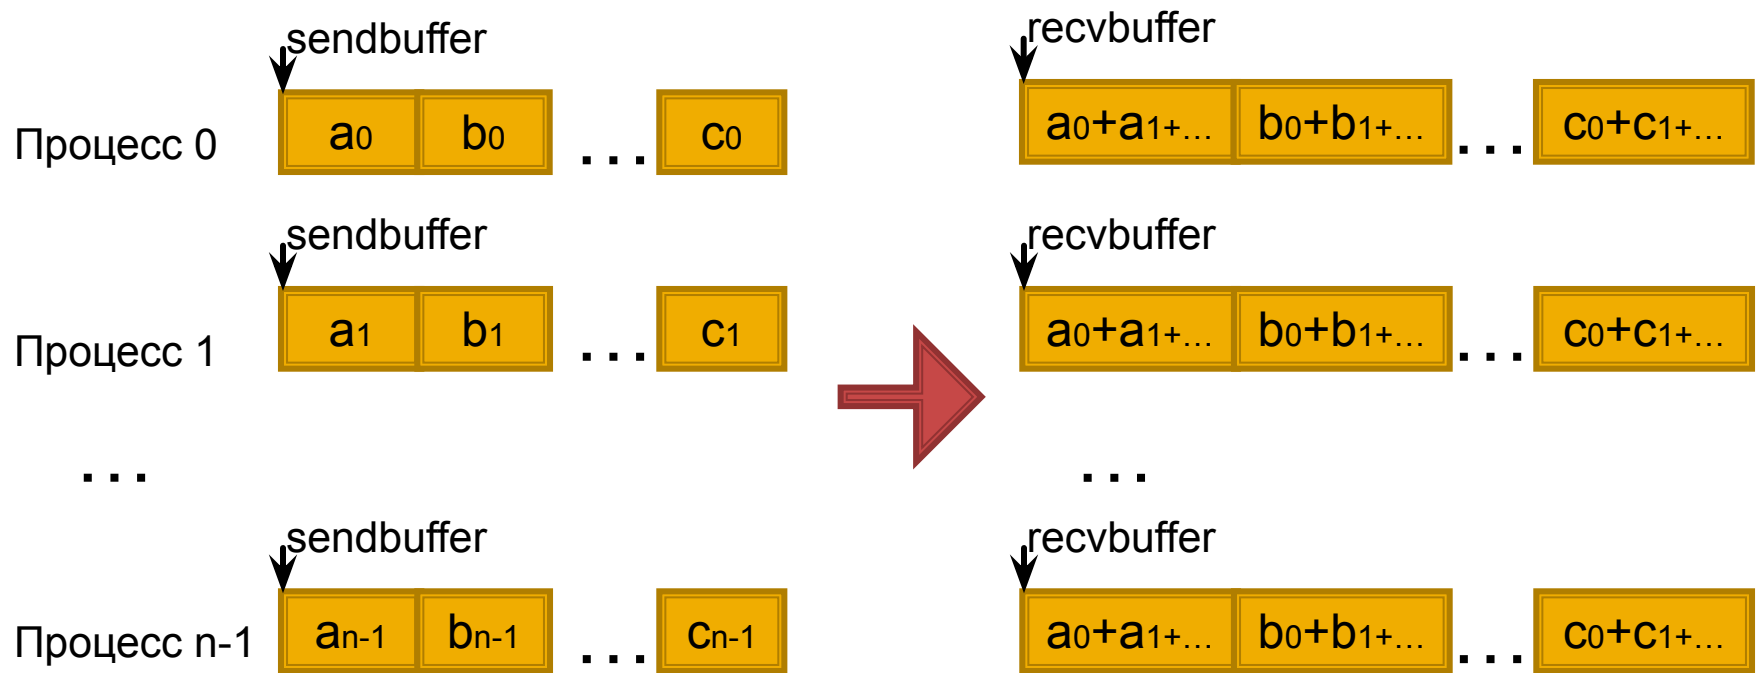 sendbuffer recvbuffer
Процесс 0 a0 b0 ... c0 a0+a1+... b0+b1+... ... c0+c1+...
sendbuffer recvbuffer
Процесс 1 a1 b1 ... c1 a0+a1+... b0+b1+... ... c0+c1+...
... ...
sendbuffer recvbuffer
Процесс n-1 an-1 bn-1 ... cn-1 a0+a1+... b0+b1+... ... c0+c1+...